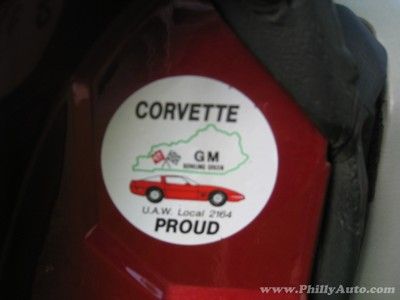 CORVETTE
GM
BOWLING GREEN
U.A.W. Local 2164
PROUD
www.PhillyAuto.com